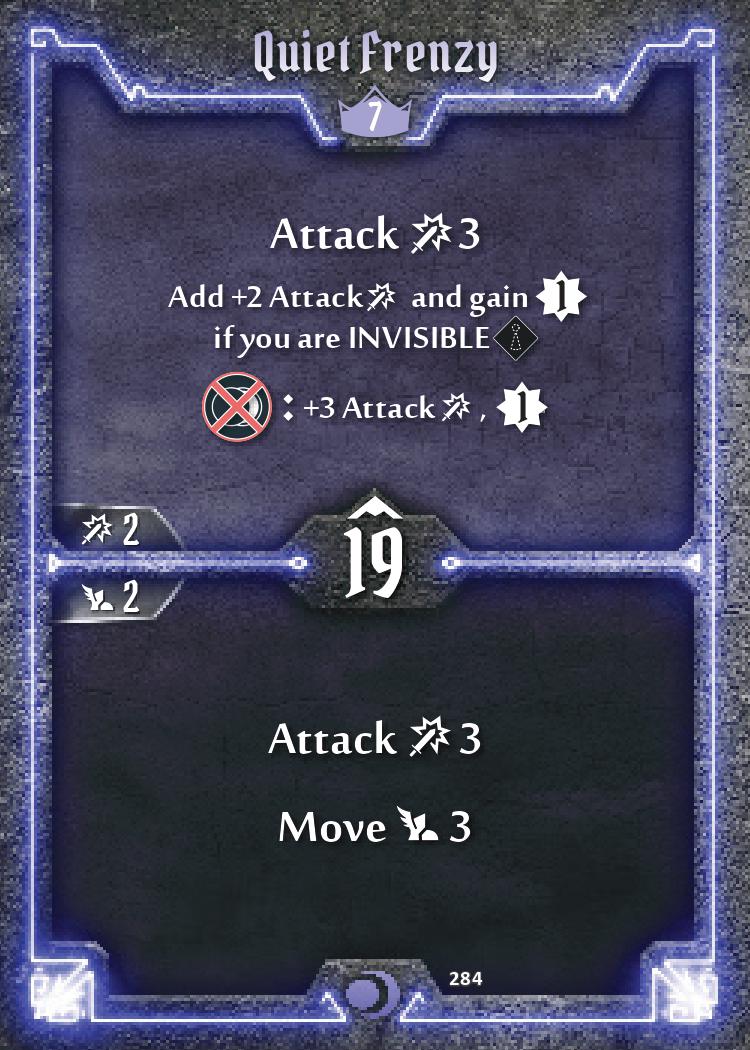 Quiet Frenzy
7
Attack 3
Add +2 Attack and gain 1
if you are INVISIBLE
: +3 Attack , 1
2
19
2
Attack 3
Move 3
284